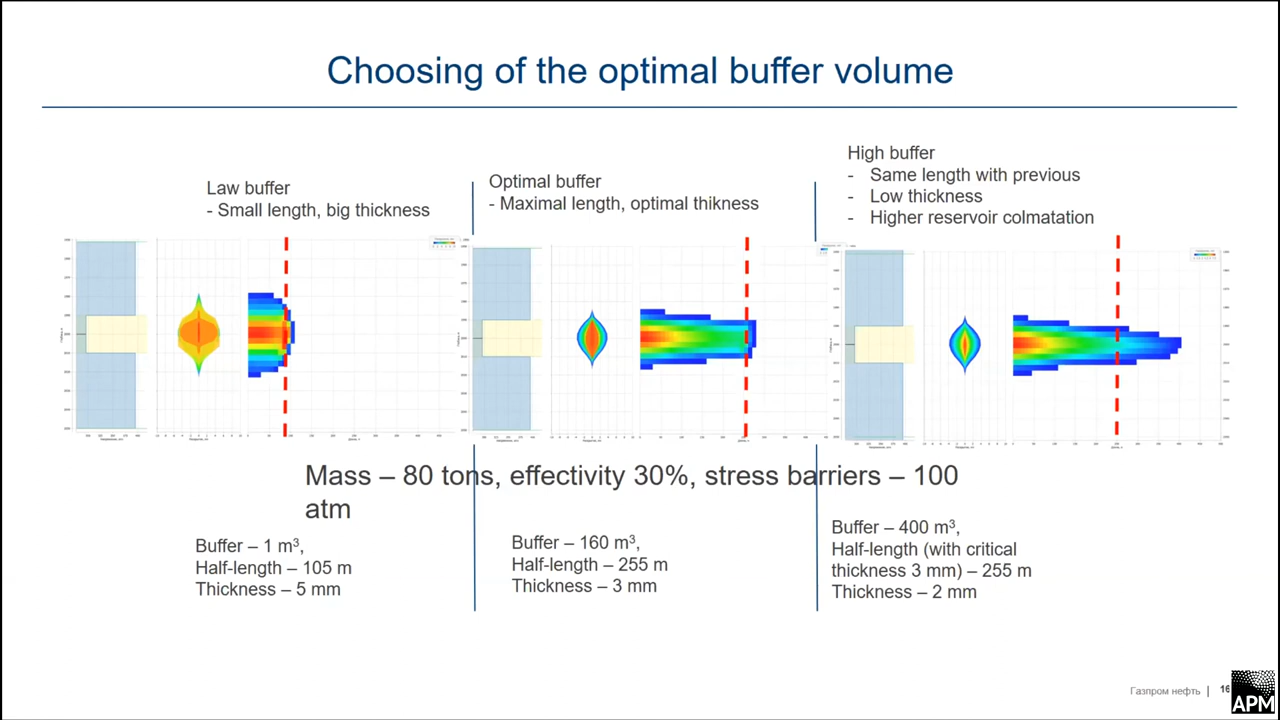 Choosing of the optimal buffer volume
Law buffer
- Small length, big thickness
Optimal buffer
- Maximal length, optimal thikness
High buffer
- Same length with previous
- Low thickness
- Higher reservoir colmatation
Mass – 80 tons, effectivity 30%, stress barriers – 100
atm
Buffer – 1 m³,
Half-length – 105 m
Thickness – 5 mm
Buffer – 160 m³,
Half-length – 255 m
Thickness – 3 mm
Buffer – 400 m³,
Half-length (with critical
thickness 3 mm) – 255 m
Thickness – 2 mm
Газпром нефть | 16
APM